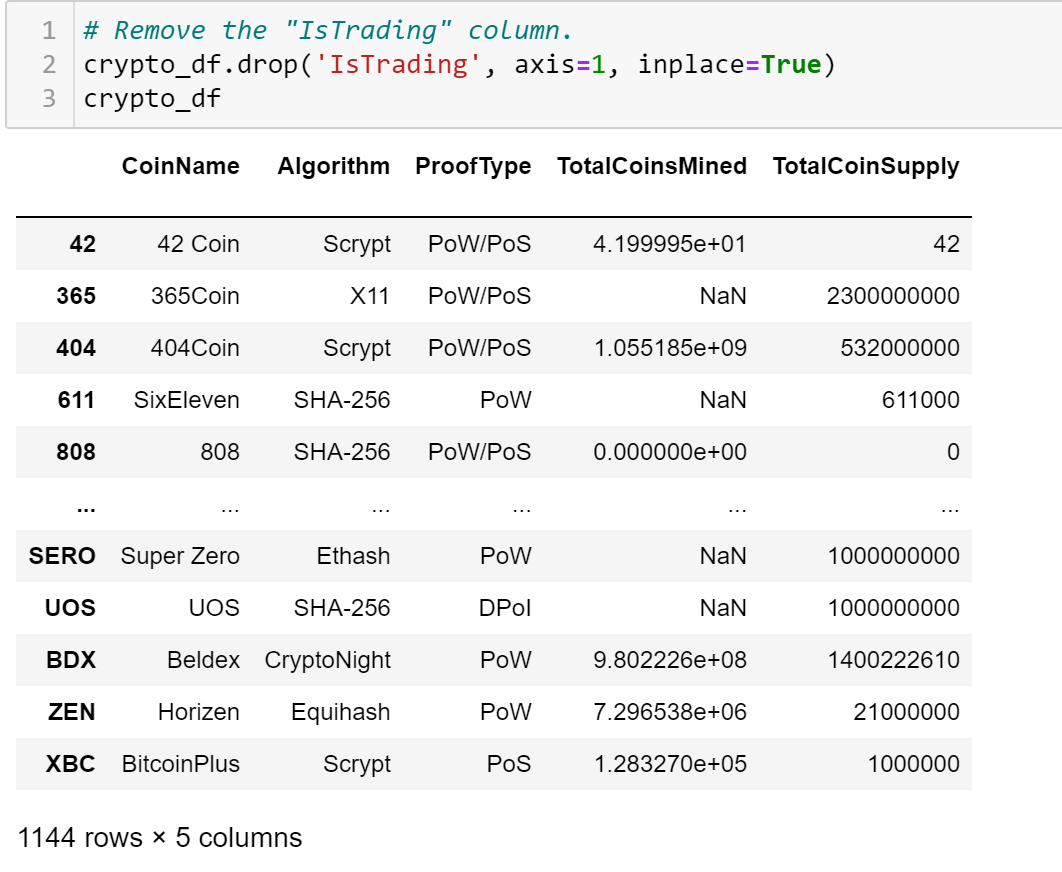 1 # Remove the "IsTrading" column.
2 crypto_df.drop('IsTrading', axis=1, inplace=True)
3 crypto_df
CoinName Algorithm ProofType TotalCoinsMined TotalCoinSupply
42 42 Coin Scrypt PoW/PoS 4.199995e+01 42
365 365Coin X11 PoW/PoS NaN 2300000000
404 404Coin Scrypt PoW/PoS 1.055185e+09 532000000
611 SixEleven SHA-256 PoW NaN 611000
808 808 SHA-256 PoW/PoS 0.000000e+00 0
... ... ... ... ... ...
SERO Super Zero Ethash PoW NaN 1000000000
UOS UOS SHA-256 DPoI NaN 1000000000
BDX Beldex CryptoNight PoW 9.802226e+08 1400222610
ZEN Horizen Equihash PoW 7.296538e+06 21000000
XBC BitcoinPlus Scrypt PoS 1.283270e+05 1000000
1144 rows × 5 columns